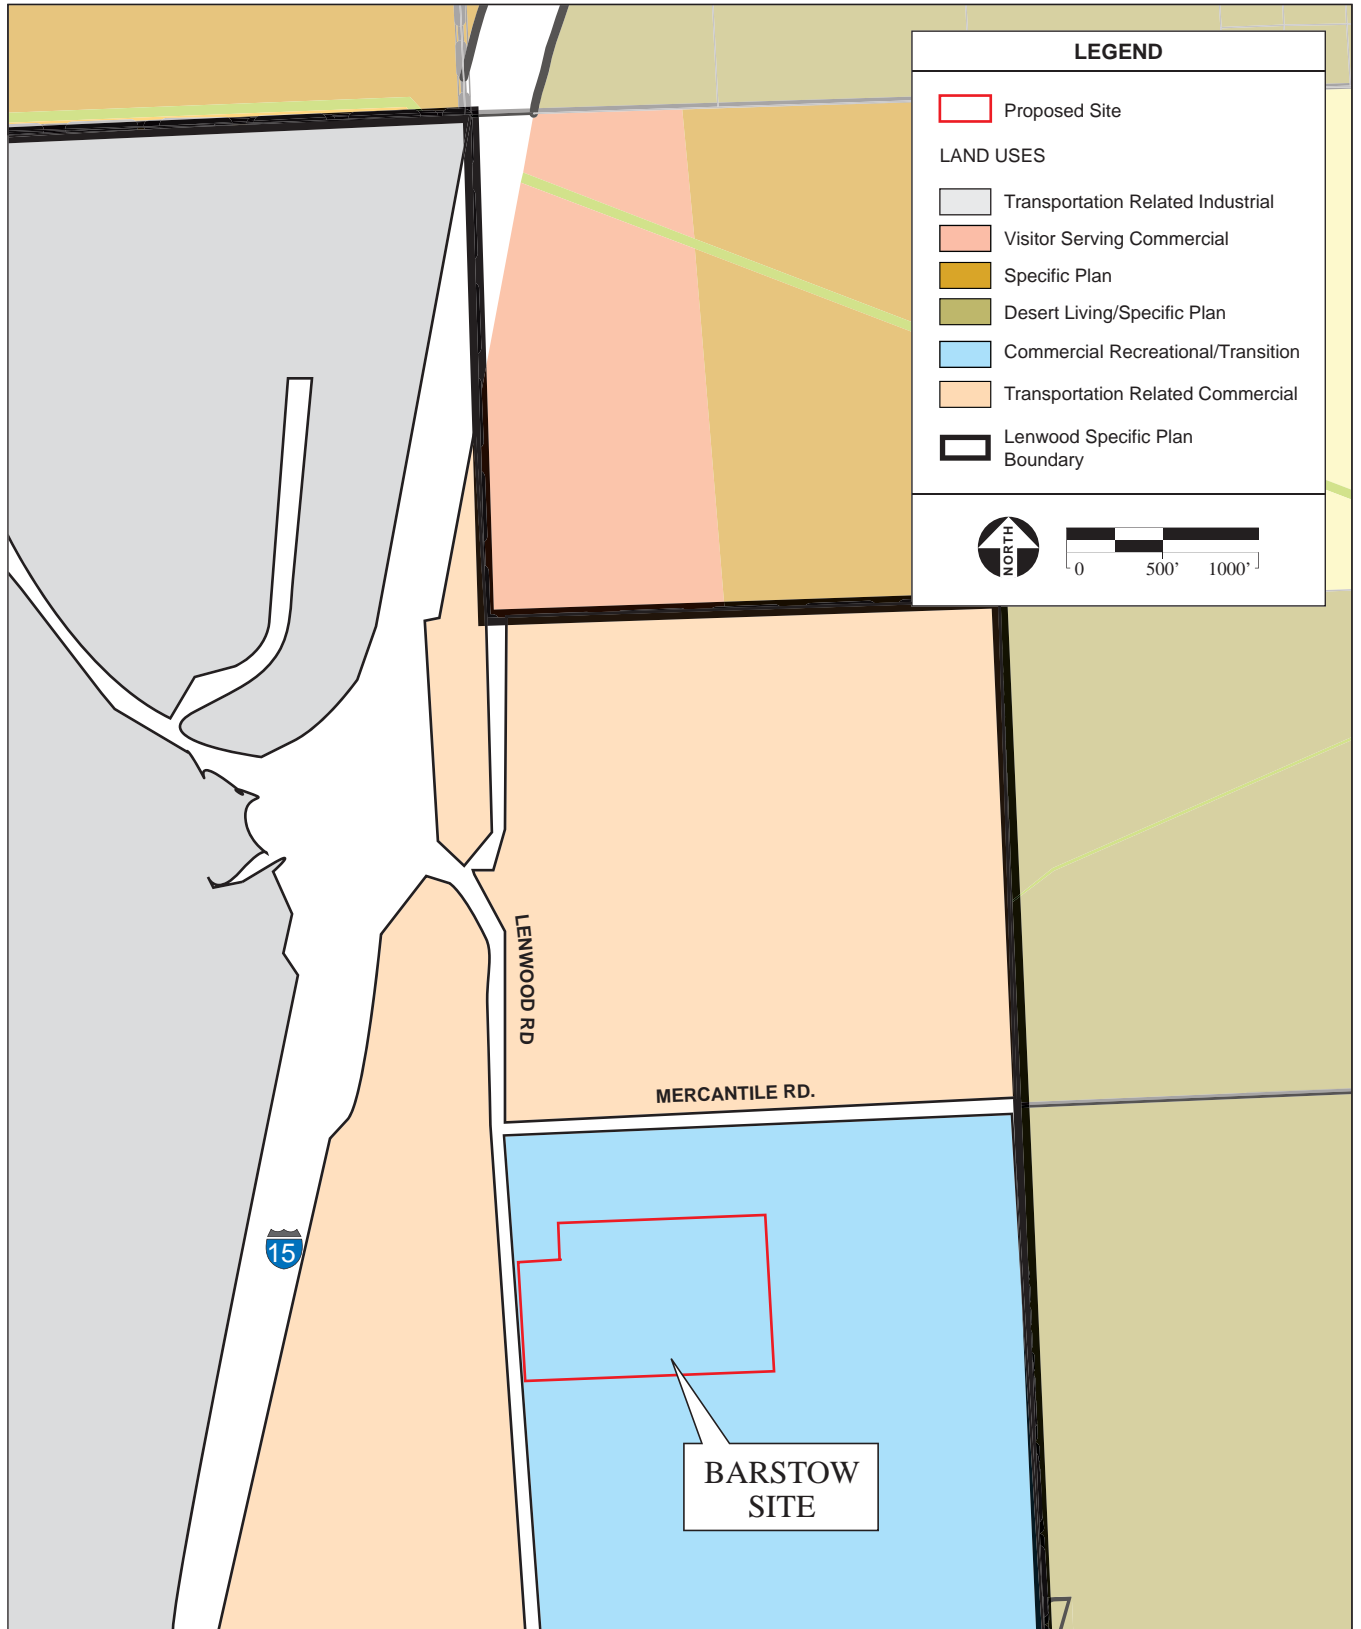 LEGEND
Proposed Site
LAND USES
Transportation Related Industrial
Visitor Serving Commercial
Specific Plan
Desert Living/Specific Plan
Commercial Recreational/Transition
Transportation Related Commercial
Lenwood Specific Plan
Boundary
NORTH
0 500' 1000'
LENWOOD RD
MERCANTILE RD.
15
BARSTOW
SITE